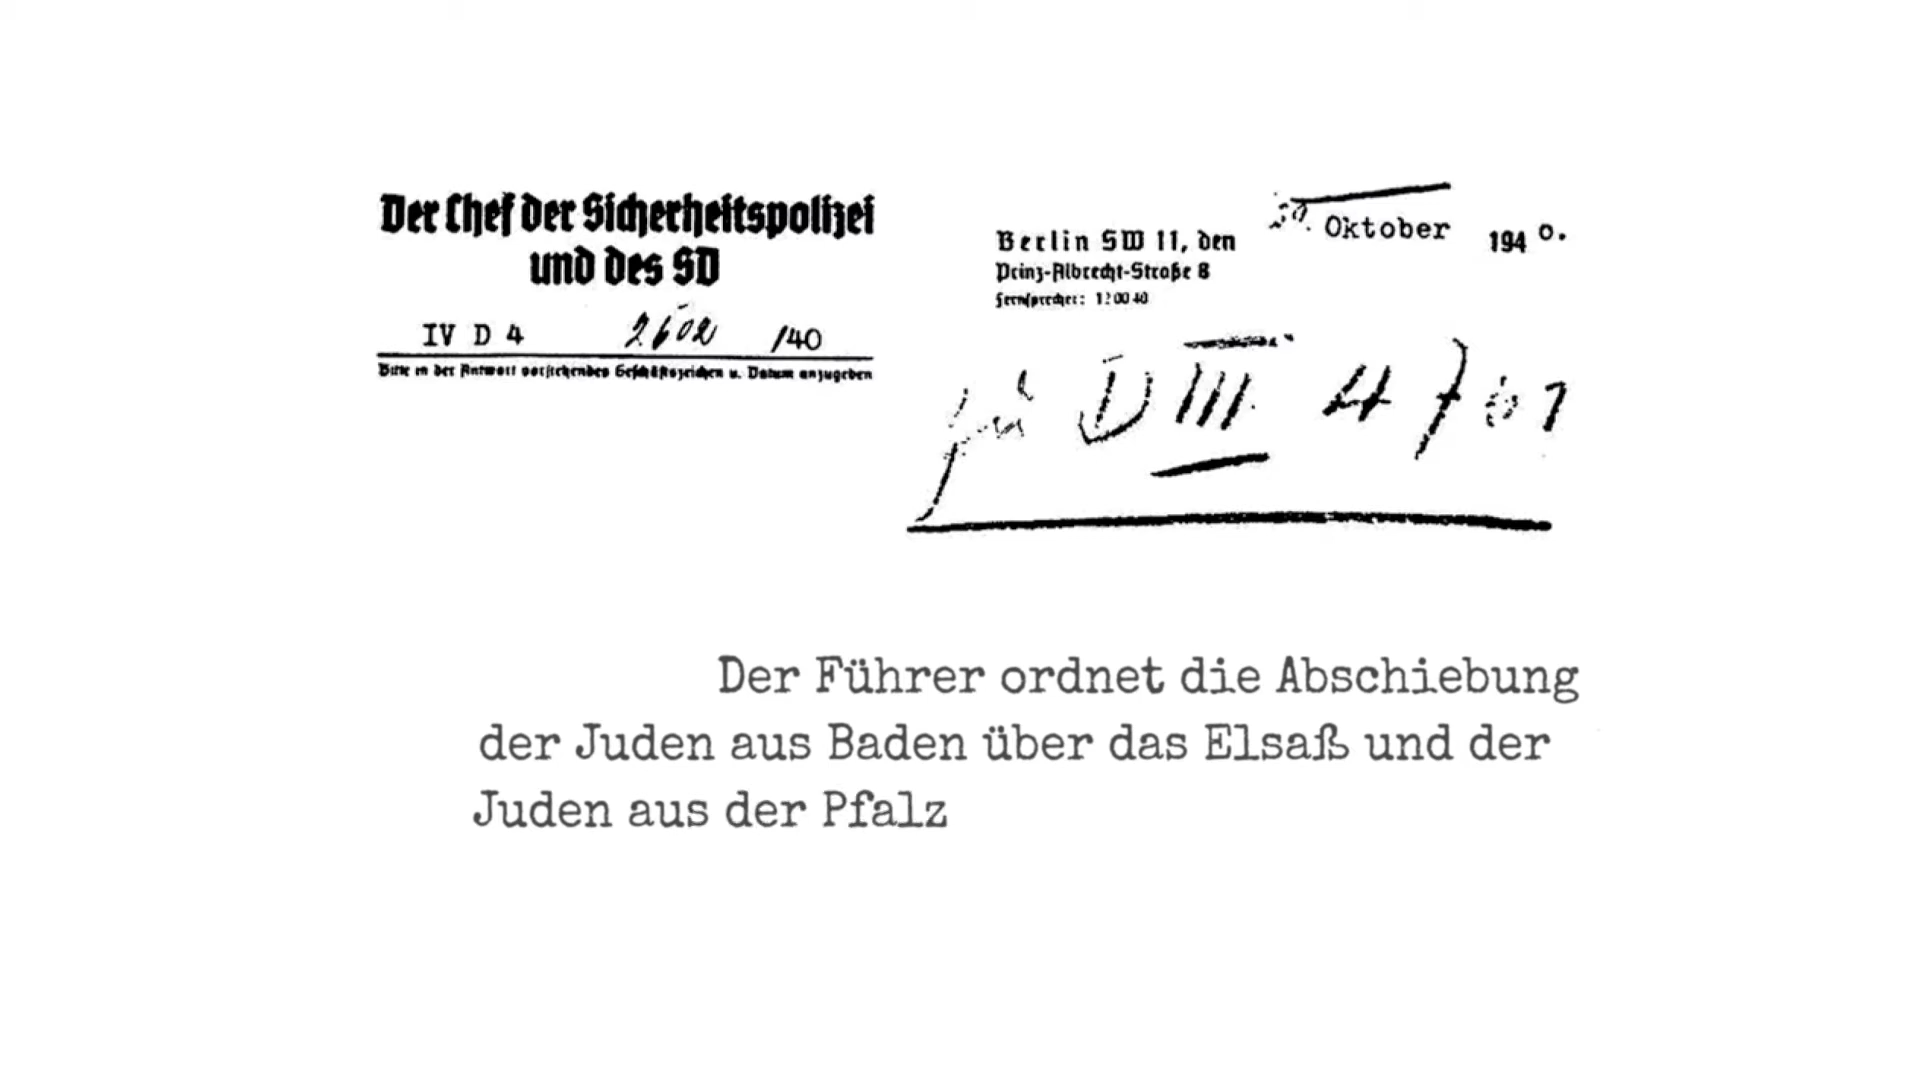 Der Chef der Sicherheitspolizei
und des SD
IV D 4 2602 /40
Bitte in der Antwort vorstehendes Geschäftszeichen u. Datum anzugeben
Oktober 1940.
Berlin SW 11, den
Prinz-Albrecht-Straße 8
Fernsprecher: 12 00 40
zu D III 4761
Der Führer ordnet die Abschiebung
der Juden aus Baden über das Elsaß und der
Juden aus der Pfalz